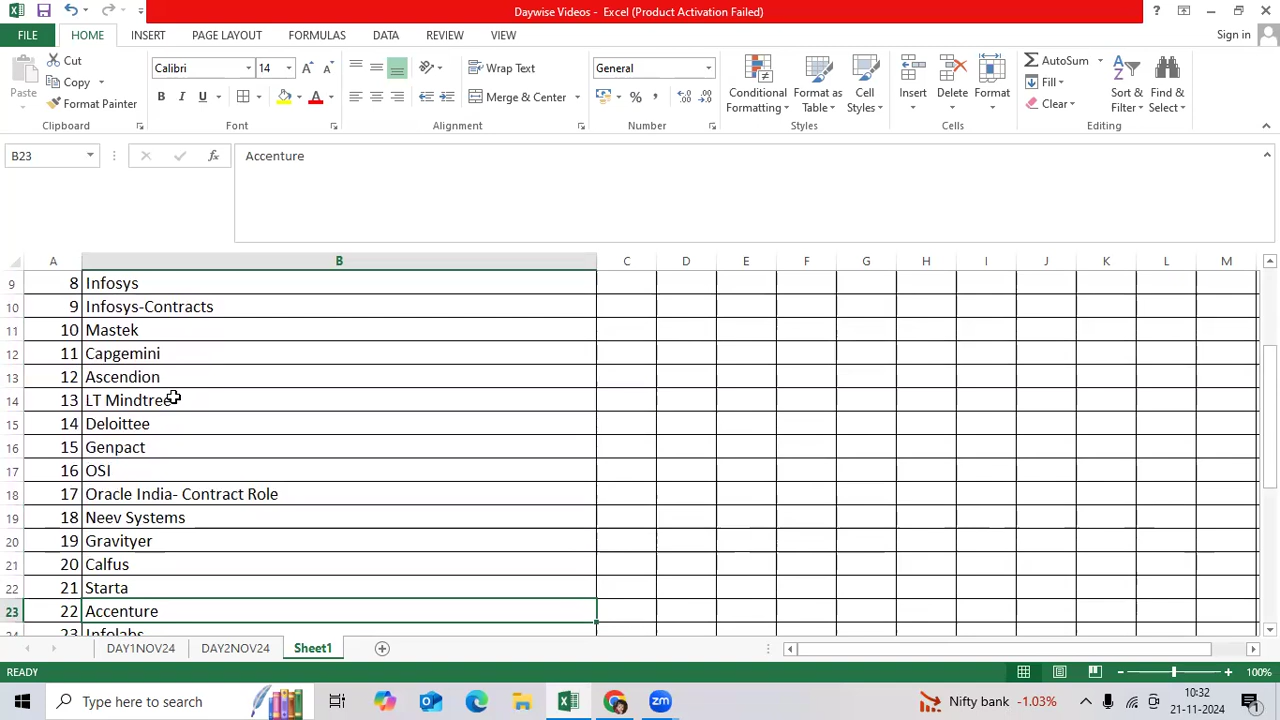 Daywise Videos - Excel (Product Activation Failed)
FILE HOME INSERT PAGE LAYOUT FORMULAS DATA REVIEW VIEW Sign in
Cut
Copy
Format Painter
Paste
Clipboard
Calibri 14
B I U
Font
Wrap Text
Merge & Center
Alignment
General
Number
Conditional Formatting
Format as Table
Cell Styles
Styles
Insert Delete Format
Cells
AutoSum
Fill
Clear
Sort & Filter
Find & Select
Editing
B23 fx Accenture
A B C D E F G H I J K L M
9 8 Infosys
10 9 Infosys-Contracts
11 10 Mastek
12 11 Capgemini
13 12 Ascendion
14 13 LT Mindtree
15 14 Deloittee
16 15 Genpact
17 16 OSI
18 17 Oracle India- Contract Role
19 18 Neev Systems
20 19 Gravityer
21 20 Calfus
22 21 Starta
23 22 Accenture
24 23 Infolabs
DAY1NOV24 DAY2NOV24 Sheet1
READY 100%
Type here to search
Nifty bank -1.03%
10:32
21-11-2024